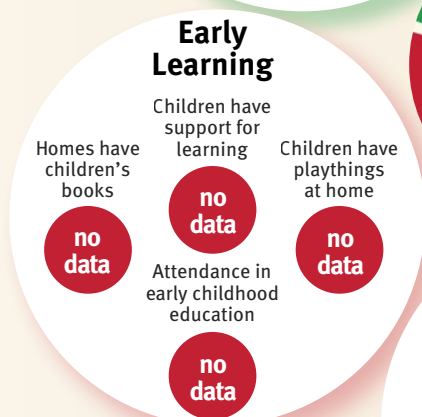 Early
Learning
Children have
support for
learning
no
data
Homes have
children’s
books
no
data
Children have
playthings
at home
no
data
Attendance in
early childhood
education
no
data